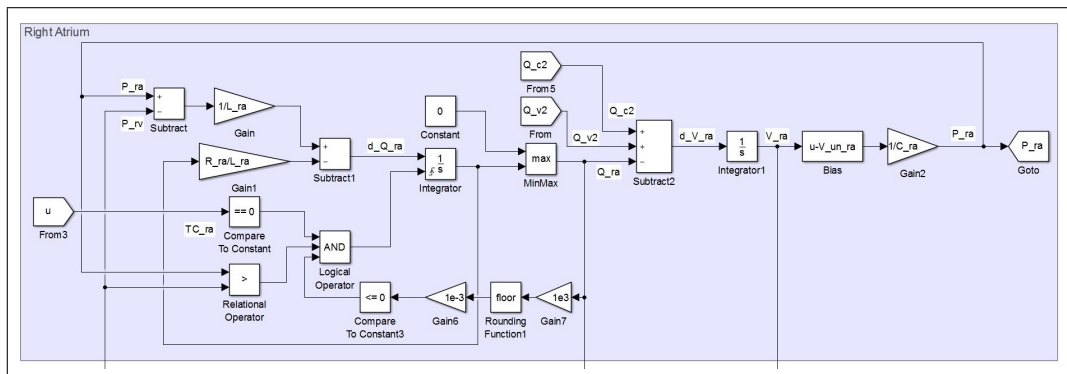 Right Atrium
P_ra
+
−
P_rv
Subtract
1/L_ra
Gain
R_ra/L_ra
Gain1
+
−
Subtract1
d_Q_ra
1
s
Integrator
0
Constant
max
MinMax
Q_c2
From5
Q_v2
From
Q_c2
Q_v2
Q_ra
+
+
−
Subtract2
d_V_ra
1
s
Integrator1
V_ra
u-V_un_ra
Bias
1/C_ra
Gain2
P_ra
P_ra
Goto
u
From3
TC_ra
== 0
Compare
To Constant
>
Relational
Operator
AND
Logical
Operator
<= 0
Compare
To Constant3
1e-3
Gain6
floor
Rounding
Function1
1e3
Gain7